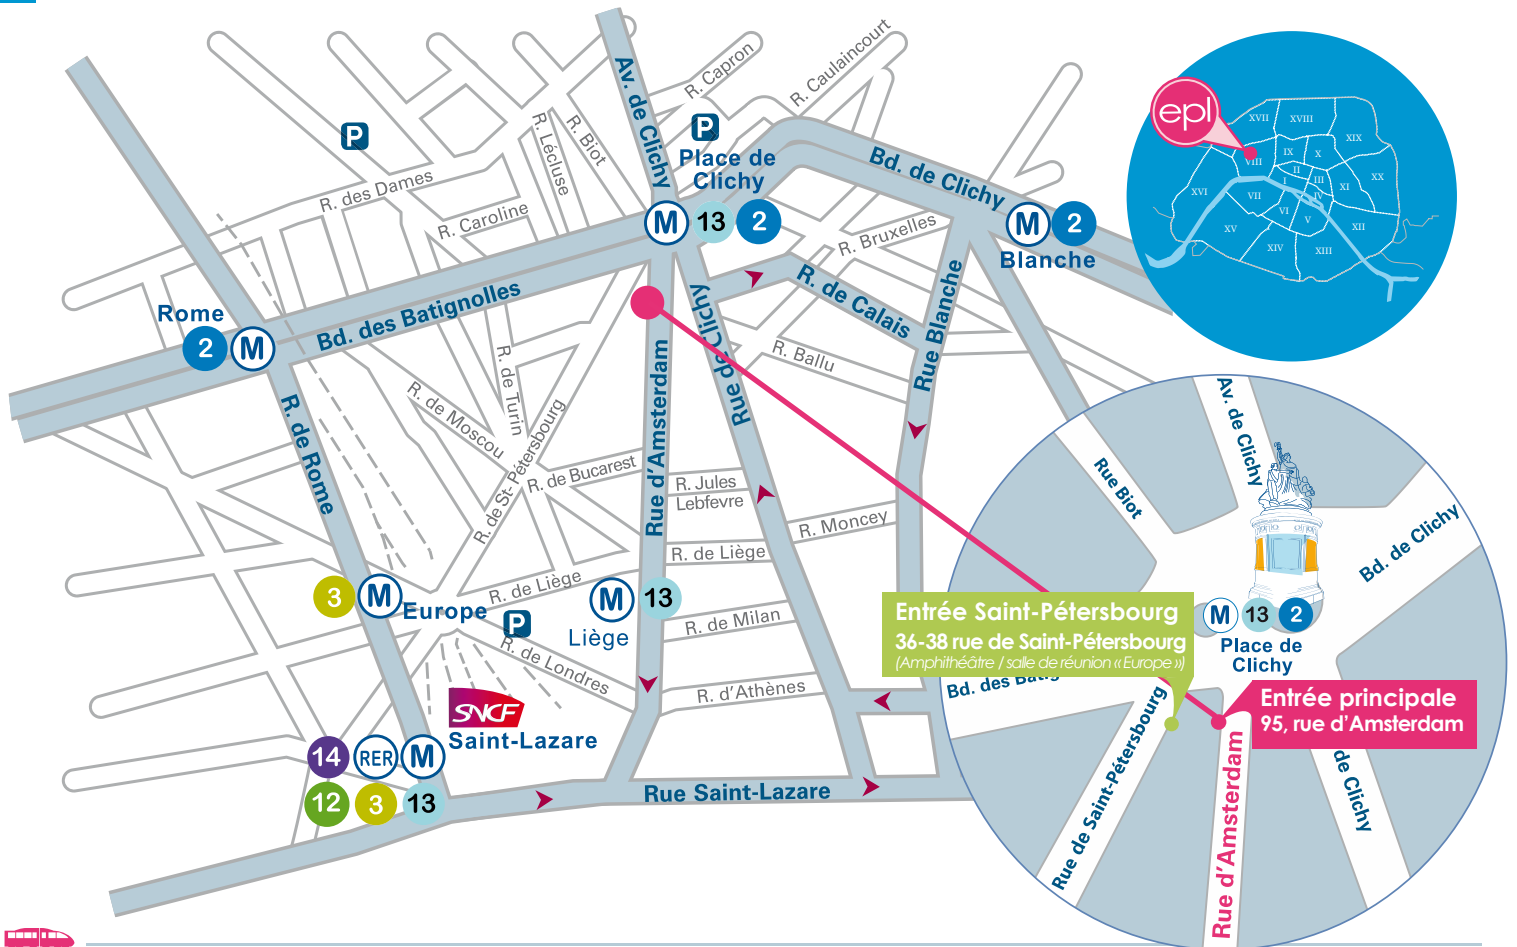 Av. de Clichy
R. Capron
R. Caulaincourt
P
P
R. Lécluse
R. Biot
Place de
Clichy
Bd. de Clichy
R. des Dames
R. Caroline
M
13
2
R. Bruxelles
M
2
Blanche
Rome
2
M
Bd. des Batignolles
R. de Calais
Rue Blanche
Rue de Clichy
R. Ballu
R. de Turin
R. de Moscou
R. de St- Pétersbourg
R. de Bucarest
Rue d'Amsterdam
R. Jules
Lebfevre
R. Moncey
R. de Rome
R. de Liège
R. de Liège
3
M
Europe
P
M
13
Liège
R. de Milan
R. de Londres
R. d'Athènes
SNCF
Saint-Lazare
14
RER
M
12
3
13
Rue Saint-Lazare
epl
XVII
XVIII
XIX
VIII
IX
X
II
III
I
XI
XX
XVI
VII
IV
VI
V
XII
XV
XIV
XIII
Av. de Clichy
Rue Biot
Bd. de Clichy
M
13
2
Place de
Clichy
Entrée Saint-Pétersbourg
36-38 rue de Saint-Pétersbourg
(Amphithéâtre / salle de réunion « Europe »)
Bd. des Batig
Entrée principale
95, rue d'Amsterdam
Rue de Saint-Pétersbourg
Rue d'Amsterdam
de Clichy